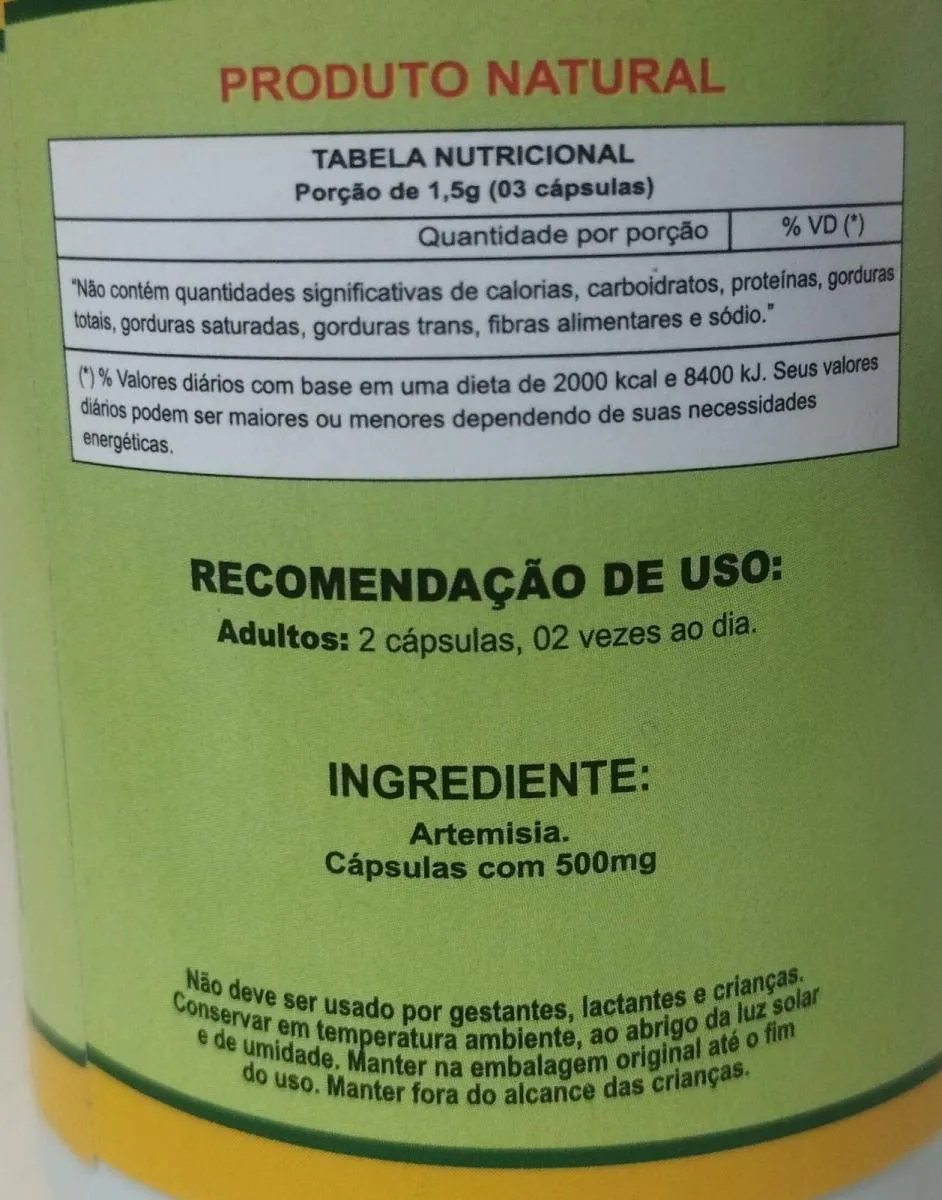 PRODUTO NATURAL
TABELA NUTRICIONAL
Porção de 1,5g (03 cápsulas)
Quantidade por porção % VD (*)
"Não contém quantidades significativas de calorias, carboidratos, proteínas, gorduras
totais, gorduras saturadas, gorduras trans, fibras alimentares e sódio."
(*) % Valores diários com base em uma dieta de 2000 kcal e 8400 kJ. Seus valores
diários podem ser maiores ou menores dependendo de suas necessidades
energéticas.
RECOMENDAÇÃO DE USO:
Adultos: 2 cápsulas, 02 vezes ao dia.
INGREDIENTE:
Artemisia.
Cápsulas com 500mg
Não deve ser usado por gestantes, lactantes e crianças.
Conservar em temperatura ambiente, ao abrigo da luz solar
e de umidade. Manter na embalagem original até o fim
do uso. Manter fora do alcance das crianças.